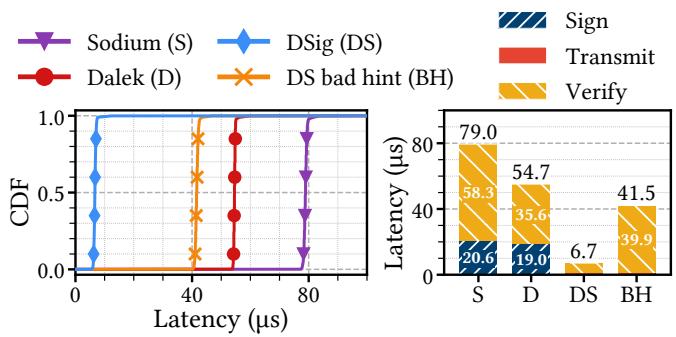 Sodium (S)
Dalek (D)
DSig (DS)
DS bad hint (BH)
Sign
Transmit
Verify
CDF
1.0
0.5
0.0
0
40
80
Latency (μs)
Latency (μs)
80
40
0
79.0
58.3
20.6
54.7
35.6
19.0
6.7
41.5
39.9
S
D
DS
BH